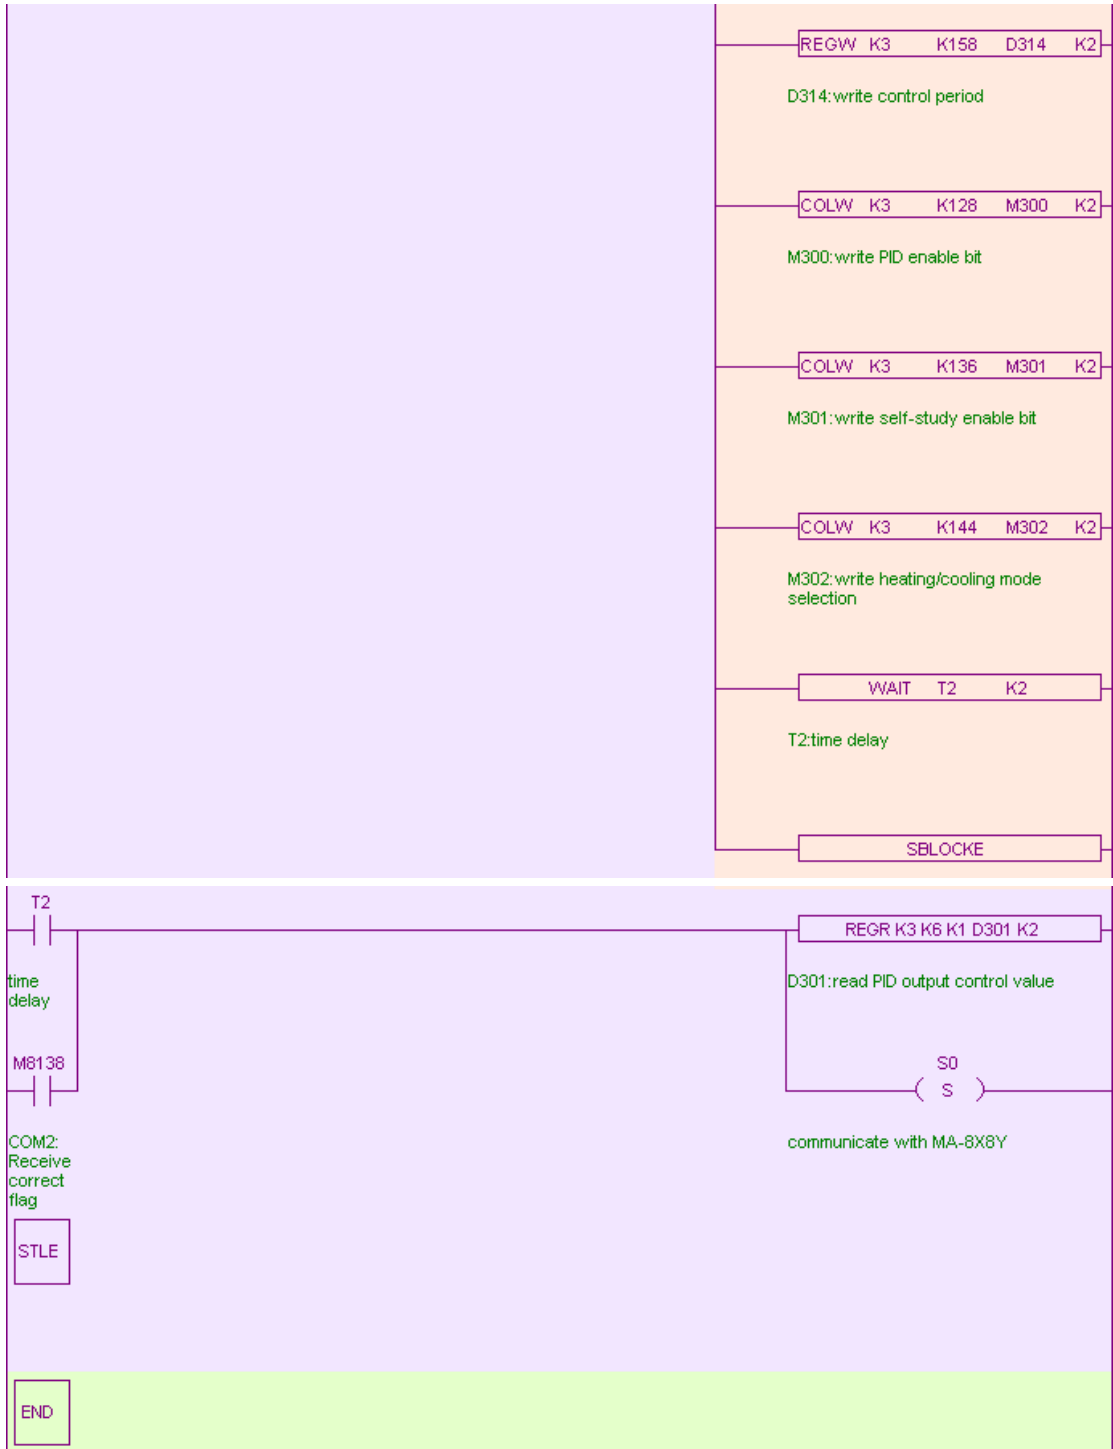 REGW K3 K158 D314 K2
D314:write control period
COLW K3 K128 M300 K2
M300:write PID enable bit
COLW K3 K136 M301 K2
M301:write self-study enable bit
COLW K3 K144 M302 K2
M302:write heating/cooling mode
selection
WAIT T2 K2
T2:time delay
SBLOCKE
T2
REGR K3 K6 K1 D301 K2
time
delay
D301:read PID output control value
M8138
S0
S
COM2:
Receive
correct
flag
communicate with MA-8X8Y
STLE
END